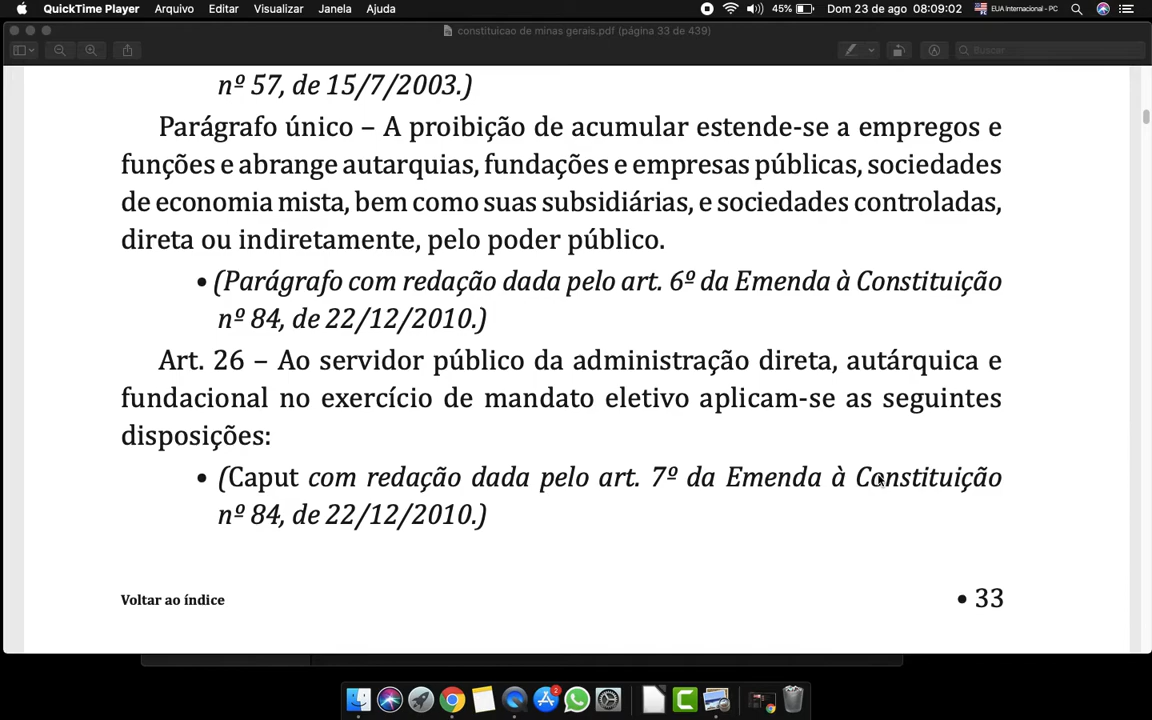 QuickTime Player Arquivo Editar Visualizar Janela Ajuda 45% Dom 23 de ago 08:09:02 EUA Internacional - PC
constituicao de minas gerais.pdf (página 33 de 439)
Buscar
nº 57, de 15/7/2003.)
Parágrafo único – A proibição de acumular estende-se a empregos e
funções e abrange autarquias, fundações e empresas públicas, sociedades
de economia mista, bem como suas subsidiárias, e sociedades controladas,
direta ou indiretamente, pelo poder público.
• (Parágrafo com redação dada pelo art. 6º da Emenda à Constituição
nº 84, de 22/12/2010.)
Art. 26 – Ao servidor público da administração direta, autárquica e
fundacional no exercício de mandato eletivo aplicam-se as seguintes
disposições:
• (Caput com redação dada pelo art. 7º da Emenda à Constituição
nº 84, de 22/12/2010.)
Voltar ao índice • 33
2